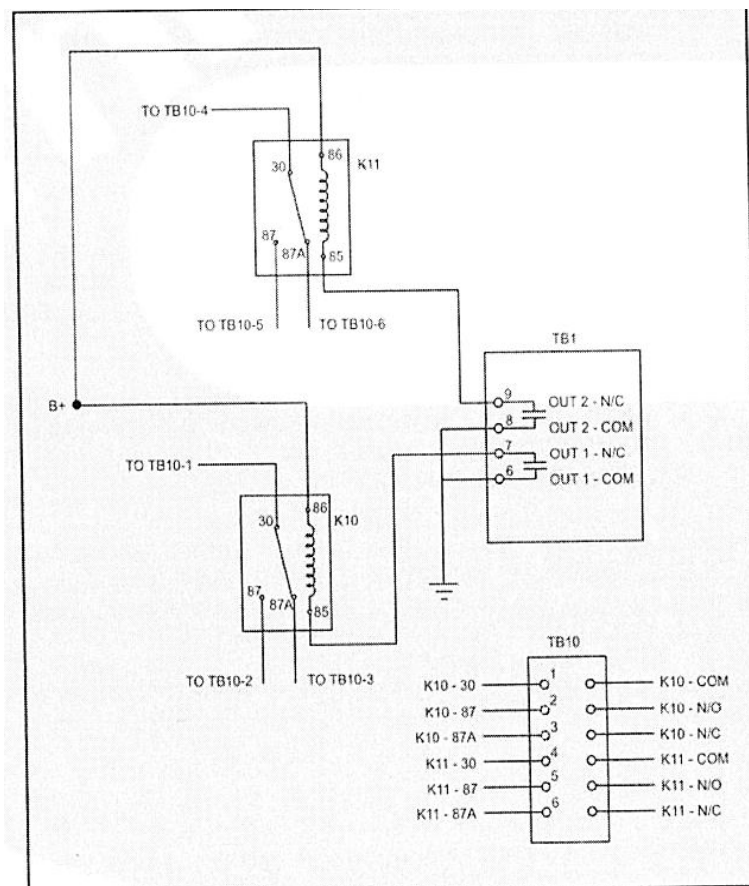 TO TB10-4
86
K11
30
87
87A
85
TO TB10-5
TO TB10-6
TB1
B+
9
OUT 2 - N/C
8
OUT 2 - COM
7
OUT 1 - N/C
6
OUT 1 - COM
TO TB10-1
86
K10
30
87
87A
85
TO TB10-2
TO TB10-3
TB10
K10 - 30
1
K10 - COM
K10 - 87
2
K10 - N/O
K10 - 87A
3
K10 - N/C
K11 - 30
4
K11 - COM
K11 - 87
5
K11 - N/O
K11 - 87A
6
K11 - N/C